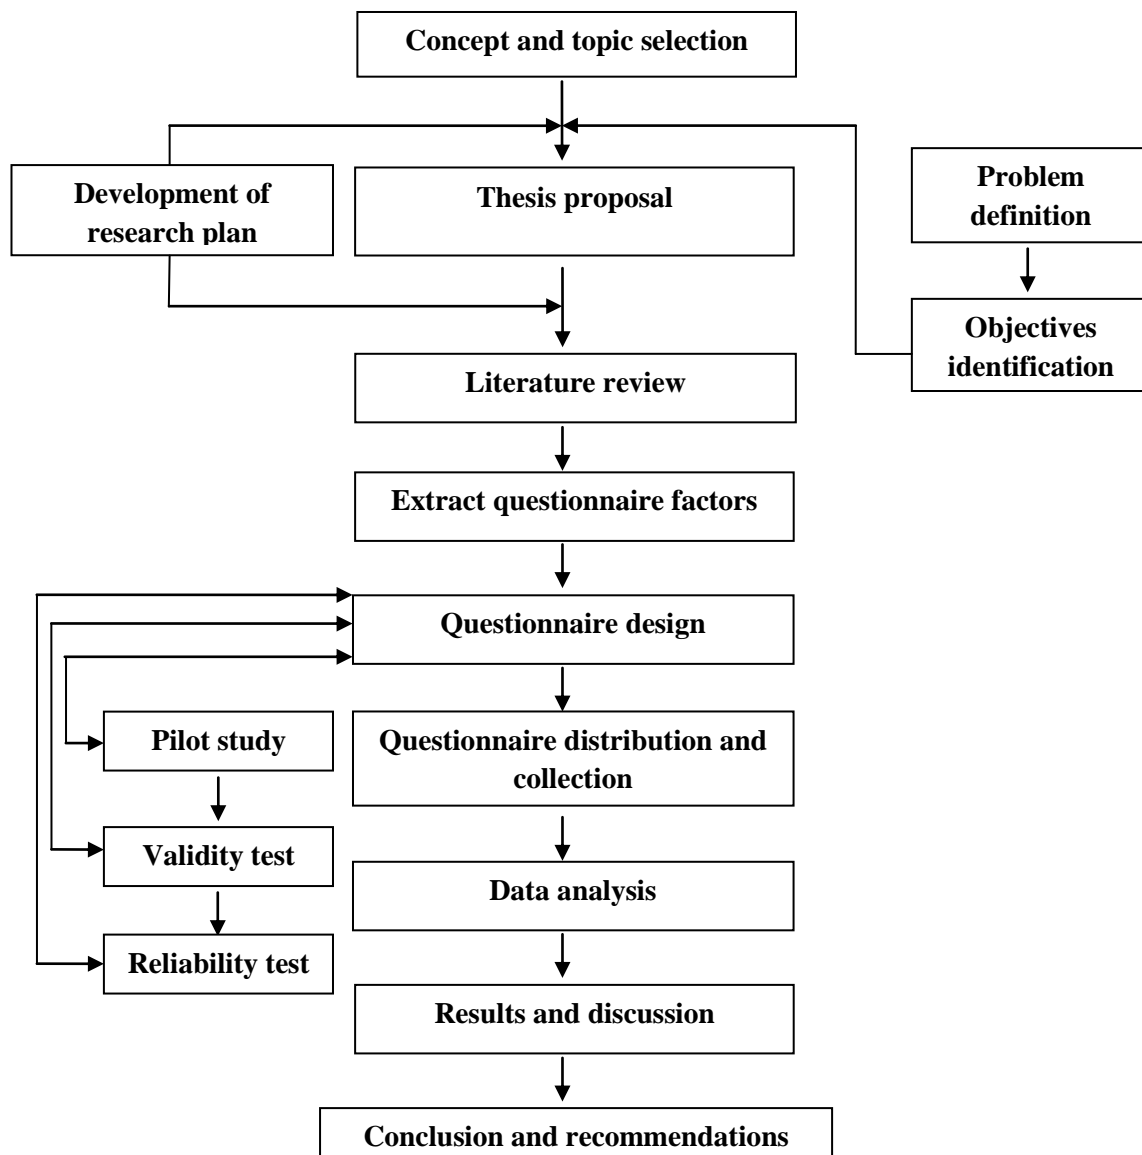 Concept and topic selection
Development of
research plan
Thesis proposal
Problem
definition
Objectives
identification
Literature review
Extract questionnaire factors
Questionnaire design
Pilot study
Questionnaire distribution and
collection
Validity test
Data analysis
Reliability test
Results and discussion
Conclusion and recommendations